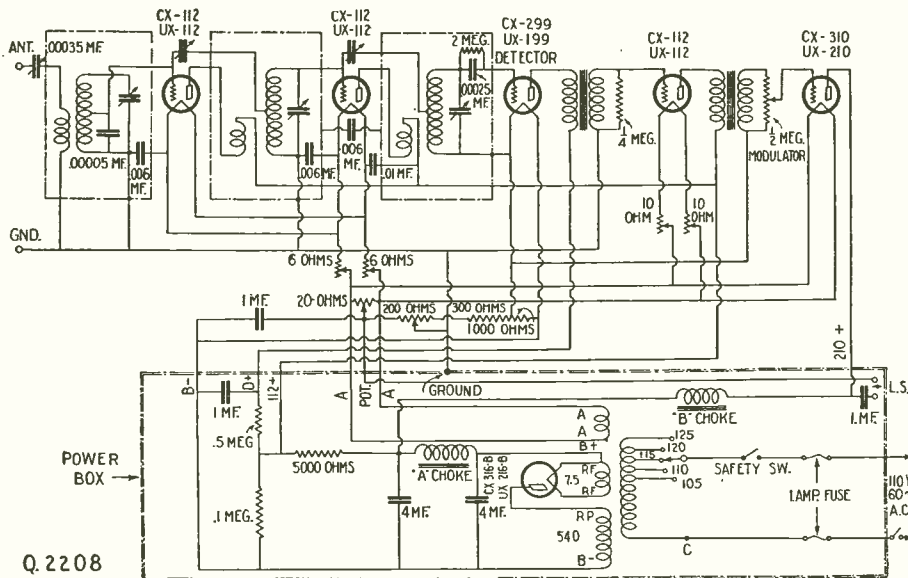 CX-112
UX-112
CX-112
UX-112
CX-299
UX-199
DETECTOR
CX-112
UX-112
CX-310
UX-210
ANT.
.00035 MF.
2 MEG.
.00025
MF.
.00005 MF.
.006
MF.
.006
MF.
.006
MF.
.01 MF.
1/4 MEG.
1/2 MEG.
MODULATOR
10
OHM
10
OHM
GND.
6 OHMS
6 OHMS
20 OHMS
1 MF.
200 OHMS
300 OHMS
1000 OHMS
210 +
B-
D+
112+
A
POT.
A
GROUND
L.S.
1 MF.
.5 MEG
"B" CHOKE
1.MF.
A
A
B+
125
120
115
110
105
SAFETY SW.
5000 OHMS
"A" CHOKE
CX 316-B
UX 216-B
7.5
RF
RF
POWER
BOX
1 AMP. FUSE
110 V
60~
A.C.
.1 MEG.
4 MF.
4 MF.
RP
540
B-
C
Q.2208